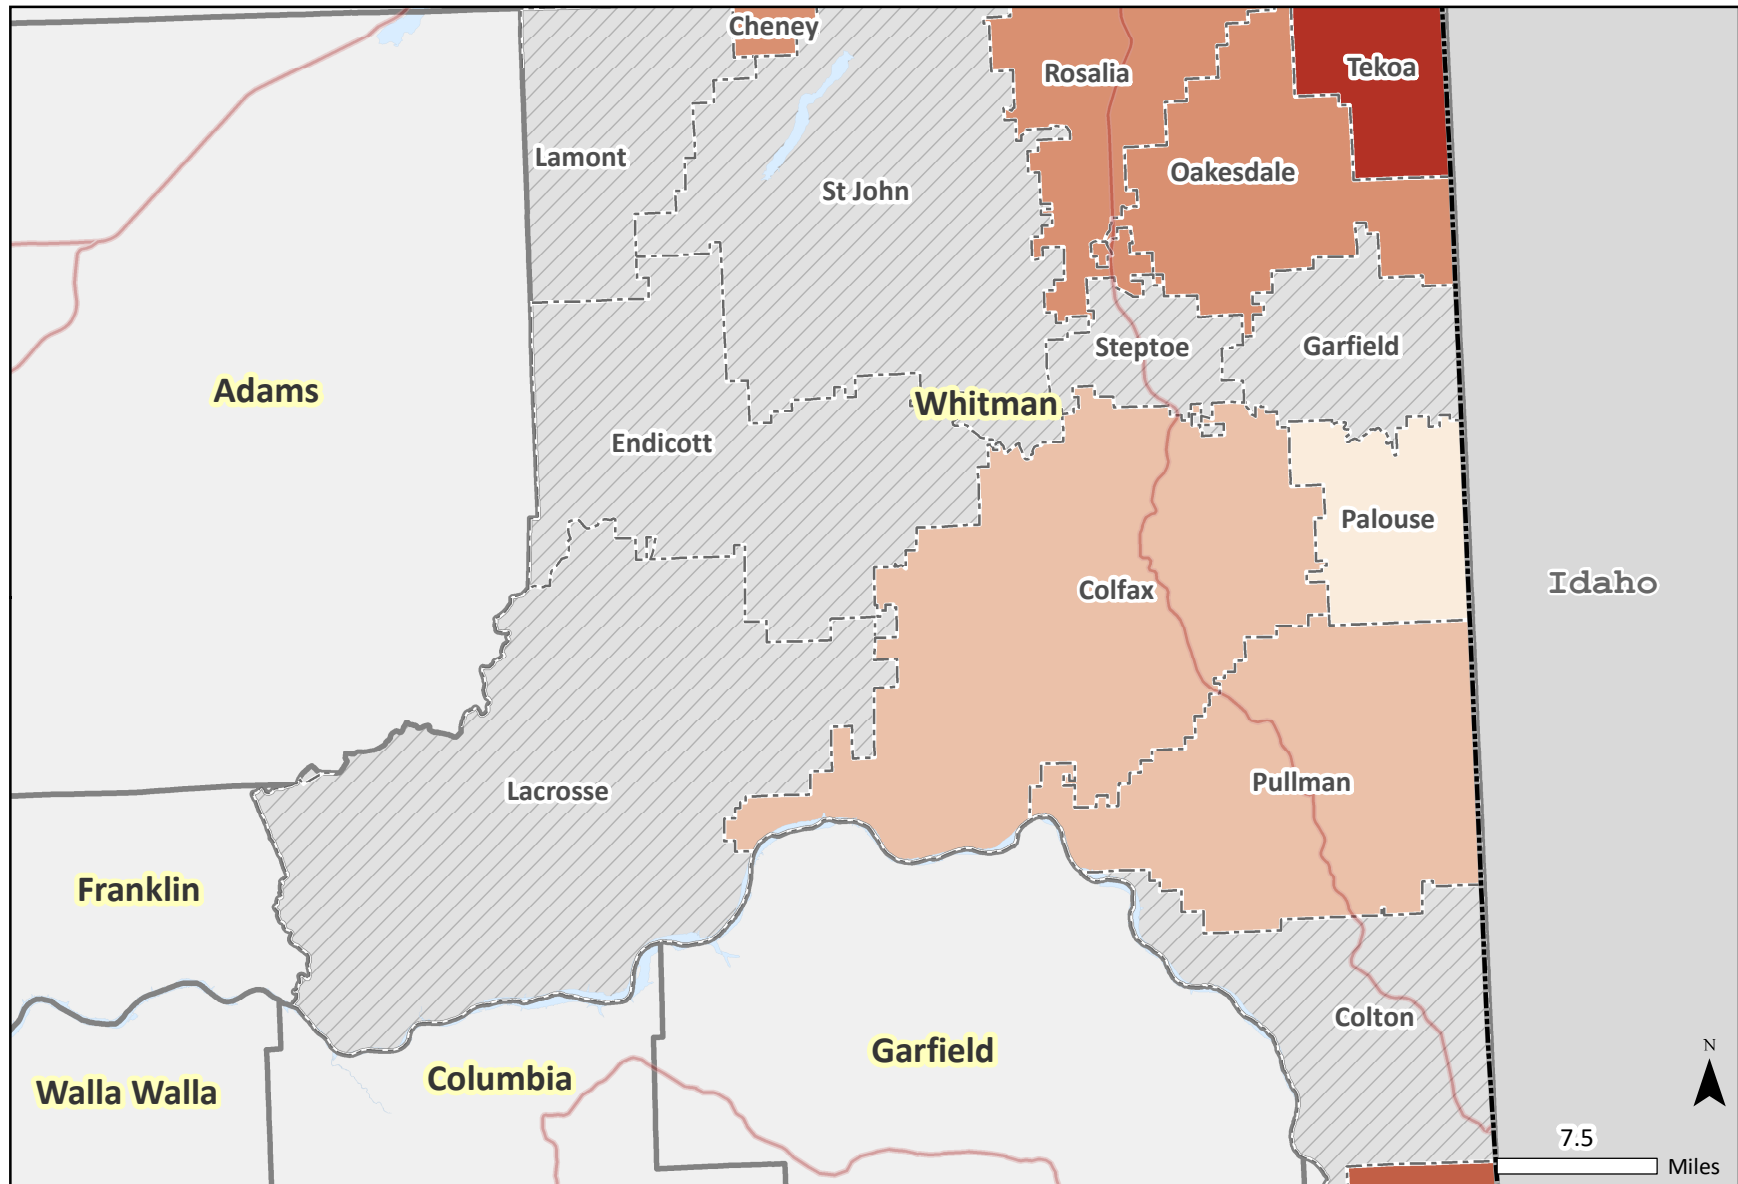 Cheney
Rosalia
Tekoa
Lamont
St John
Oakesdale
Steptoe
Garfield
Adams
Whitman
Endicott
Palouse
Colfax
Idaho
Lacrosse
Pullman
Franklin
Colton
Garfield
Columbia
Walla Walla
N
7.5
Miles